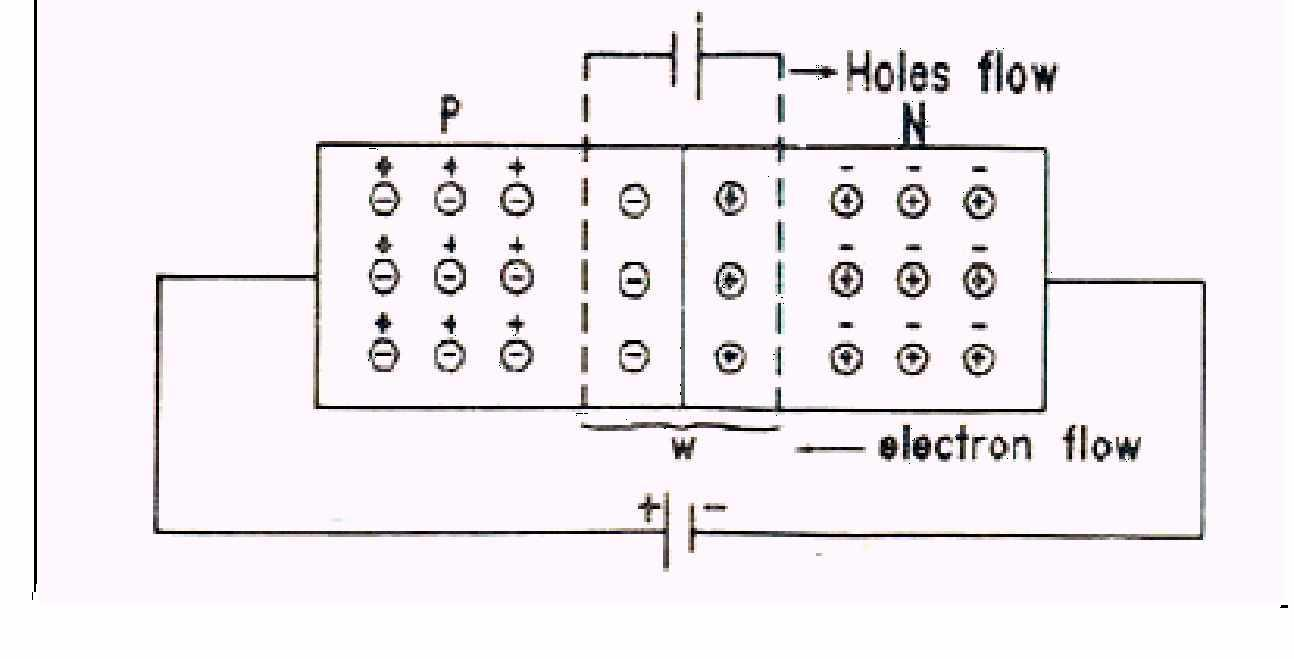 → Holes flow
P
N
w
← electron flow
+ −